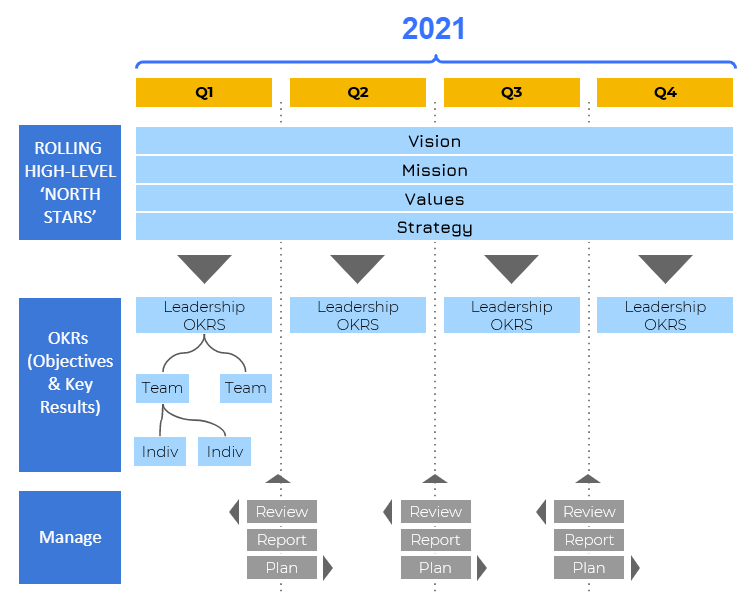 2021
Q1
Q2
Q3
Q4
ROLLING
HIGH-LEVEL
‘NORTH
STARS’
Vision
Mission
Values
Strategy
OKRs
(Objectives
& Key
Results)
Leadership
OKRS
Leadership
OKRS
Leadership
OKRS
Leadership
OKRS
Team
Team
Indiv
Indiv
Manage
Review
Report
Plan
Review
Report
Plan
Review
Report
Plan